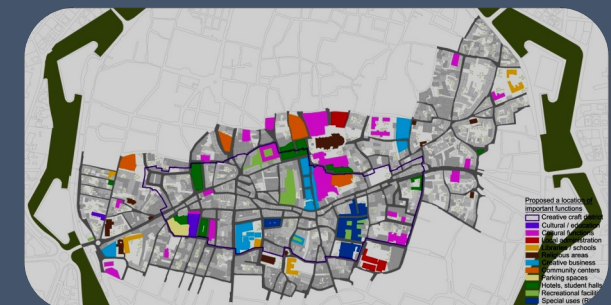 Proposed a location of
important functions
Creative craft district
Cultural / education
Cultural functions
Local administration
Libraries / schools
Religious areas
Creative business
Community centers
Parking spaces
Hotels, student halls
Recreational facilit
Special uses (P